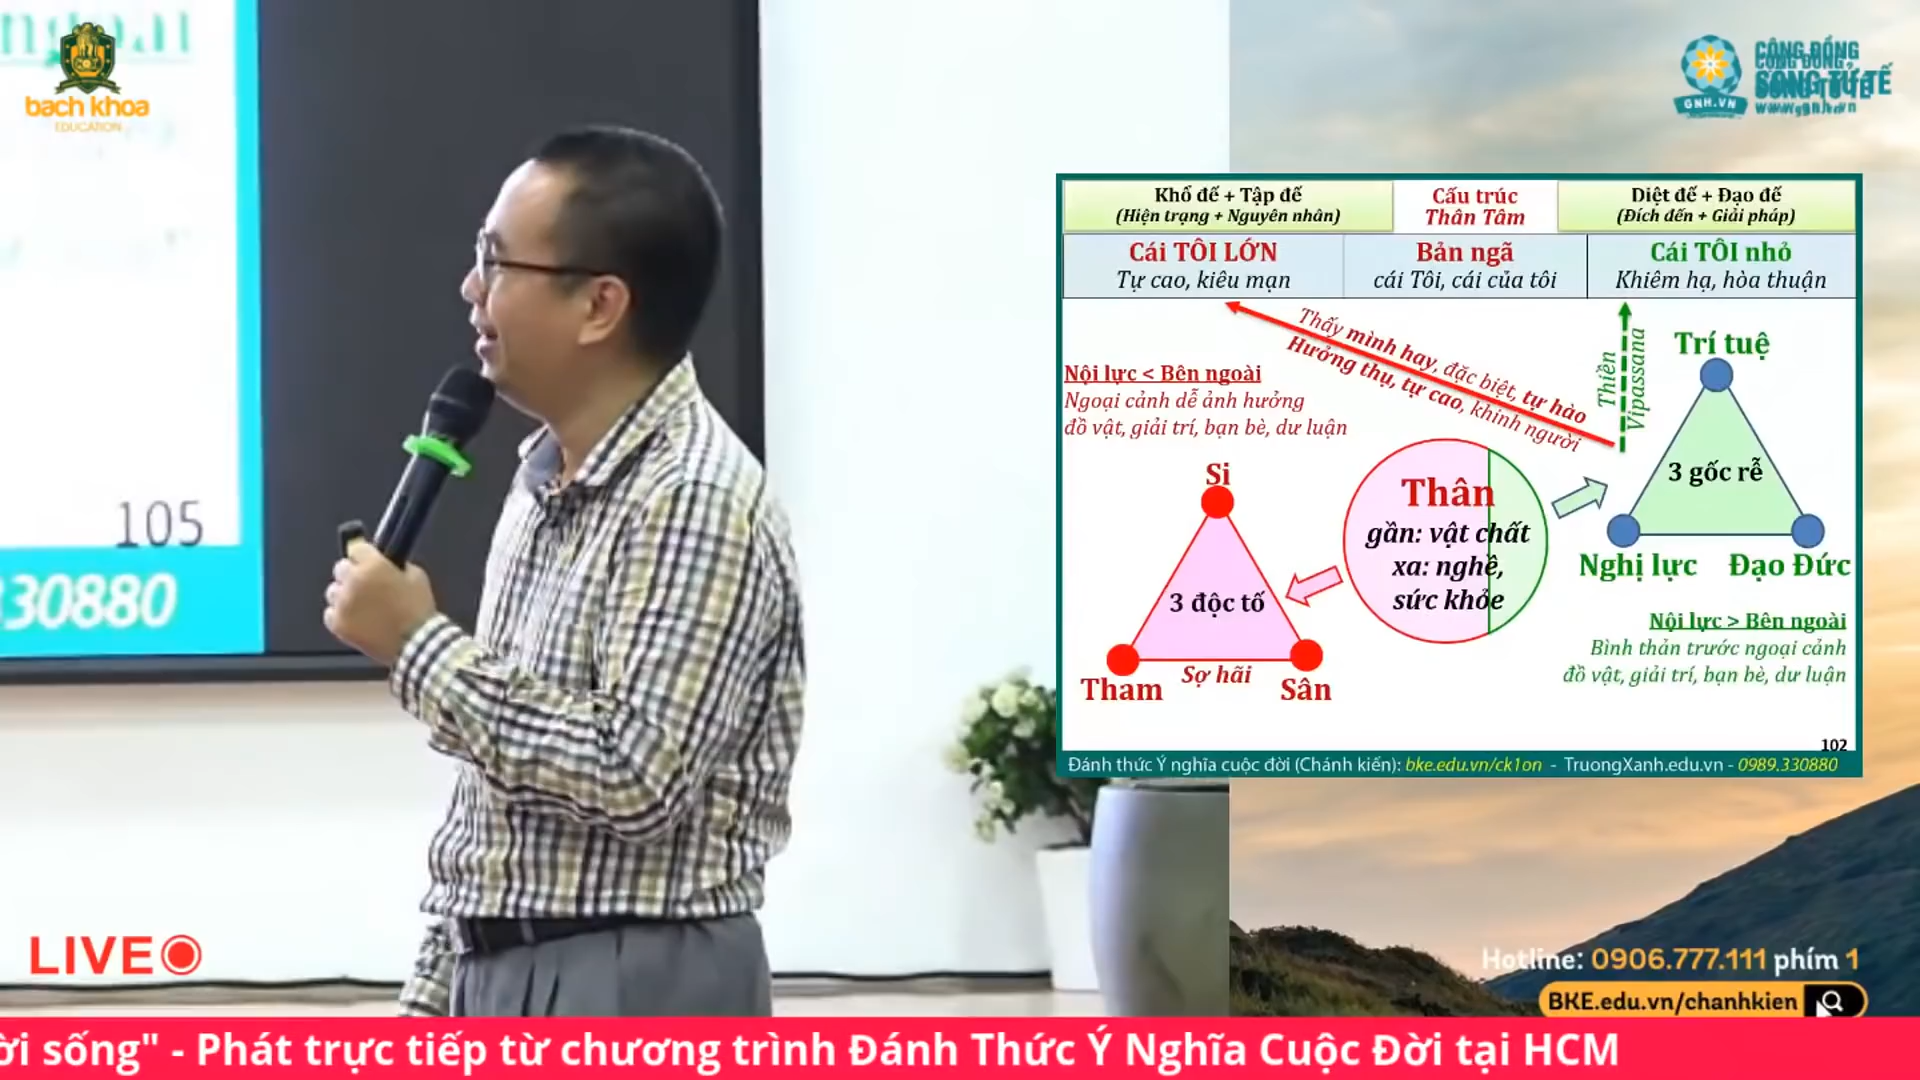 bach khoa
EDUCATION
105
330880
LIVE
CỘNG ĐỒNG
SỐNG TỬ TẾ
GNH.VN
www.gnh.vn
Khổ đế + Tập đế
(Hiện trạng + Nguyên nhân)
Cấu trúc
Thân Tâm
Diệt đế + Đạo đế
(Đích đến + Giải pháp)
Cái TÔI LỚN
Tự cao, kiêu mạn
Bản ngã
cái Tôi, cái của tôi
Cái TÔI nhỏ
Khiêm hạ, hòa thuận
Thấy mình hay, đặc biệt, tự hào
Hưởng thụ, tự cao, khinh người
Thiền
Vipassana
Trí tuệ
3 gốc rễ
Nghị lực
Đạo Đức
Nội lực < Bên ngoài
Ngoại cảnh dễ ảnh hưởng
đồ vật, giải trí, bạn bè, dư luận
Si
3 độc tố
Tham
Sợ hãi
Sân
Thân
gần: vật chất
xa: nghề,
sức khỏe
Nội lực > Bên ngoài
Bình thản trước ngoại cảnh
đồ vật, giải trí, bạn bè, dư luận
102
Đánh thức Ý nghĩa cuộc đời (Chánh kiến): bke.edu.vn/ck1on - TruongXanh.edu.vn - 0989.330880
Hotline: 0906.777.111 phím 1
BKE.edu.vn/chanhkien
ời sống" - Phát trực tiếp từ chương trình Đánh Thức Ý Nghĩa Cuộc Đời tại HCM